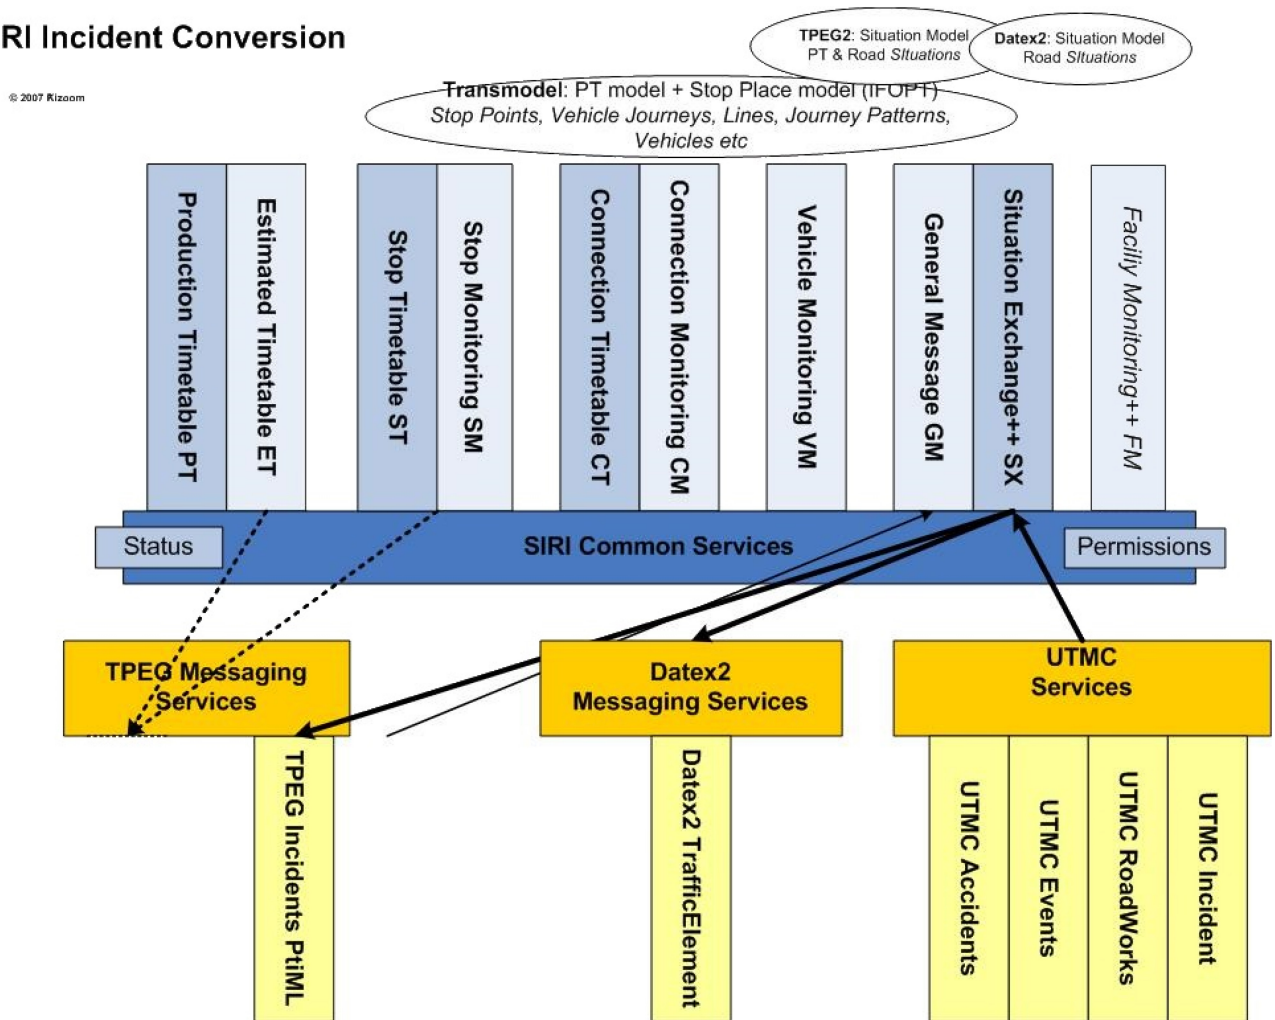 RI Incident Conversion
© 2007 Kizoom
TPEG2: Situation Model
PT & Road SItuations
Datex2: Situation Model
Road SItuations
Transmodel: PT model + Stop Place model (IFOPT)
Stop Points, Vehicle Journeys, Lines, Journey Patterns,
Vehicles etc
Production Timetable PT
Estimated Timetable ET
Stop Timetable ST
Stop Monitoring SM
Connection Timetable CT
Connection Monitoring CM
Vehicle Monitoring VM
General Message GM
Situation Exchange++ SX
Faciliy Monitoring++ FM
Status
SIRI Common Services
Permissions
TPEG Messaging
Services
Datex2
Messaging Services
UTMC
Services
TPEG Incidents PtiML
Datex2 TrafficElement
UTMC Accidents
UTMC Events
UTMC RoadWorks
UTMC Incident